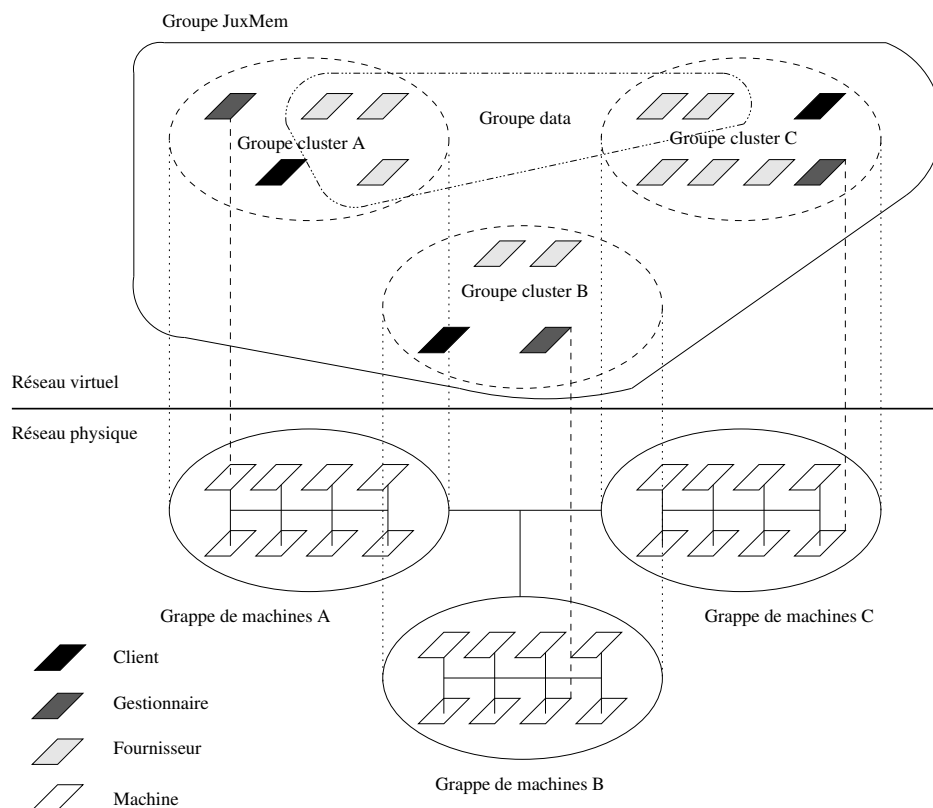 Groupe JuxMem
Groupe data
Groupe cluster A
Groupe cluster C
Groupe cluster B
Réseau virtuel
Réseau physique
Grappe de machines A
Grappe de machines C
Client
Gestionnaire
Fournisseur
Grappe de machines B
Machine